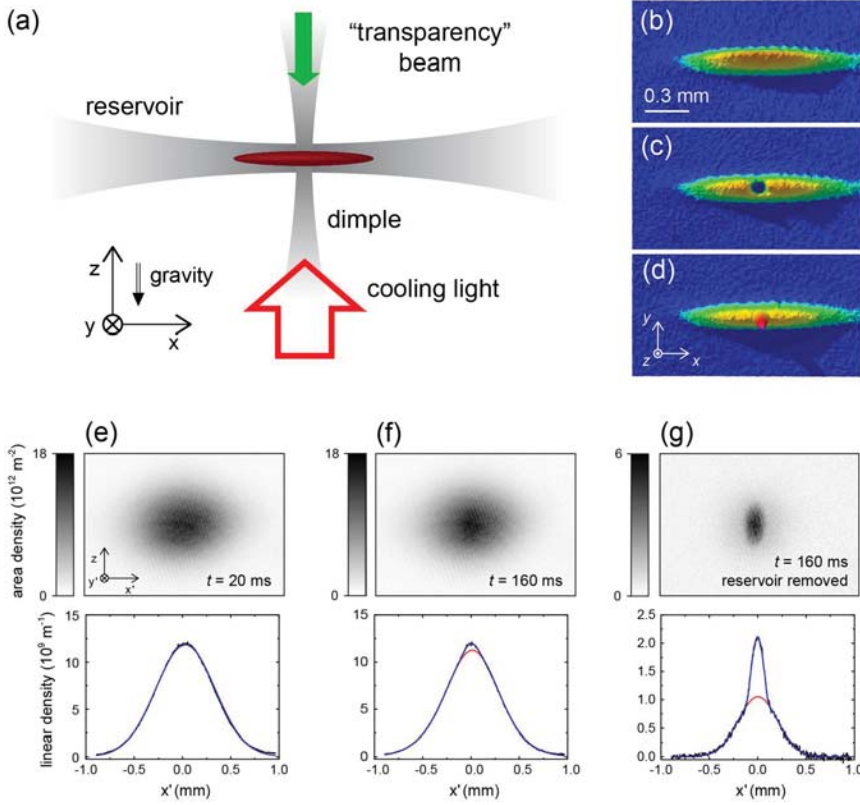 (a)
“transparency”
beam
reservoir
dimple
z
gravity
y
x
cooling light
(b)
0.3 mm
(c)
(d)
y
z
x
(e)
18
area density (10¹² m⁻²)
0
z
y'
x'
t = 20 ms
15
10
5
0
linear density (10⁹ m⁻¹)
-1.0 -0.5 0.0 0.5 1.0
x' (mm)
(f)
18
0
t = 160 ms
15
10
5
0
-1.0 -0.5 0.0 0.5 1.0
x' (mm)
(g)
6
0
t = 160 ms
reservoir removed
2.5
2.0
1.5
1.0
0.5
0.0
-1.0 -0.5 0.0 0.5 1.0
x' (mm)